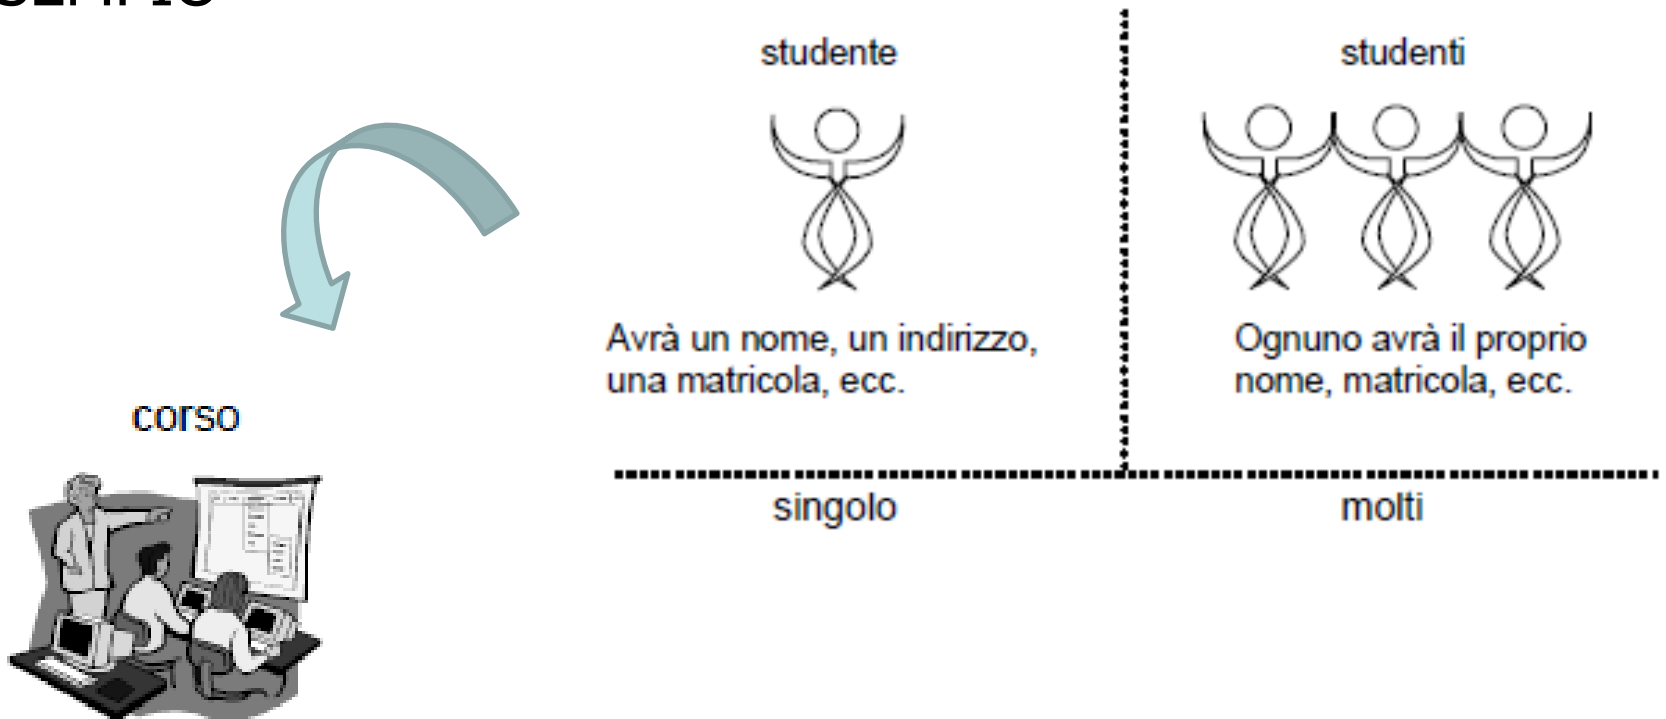 studente
studenti
Avrà un nome, un indirizzo,
una matricola, ecc.
Ognuno avrà il proprio
nome, matricola, ecc.
corso
singolo
molti